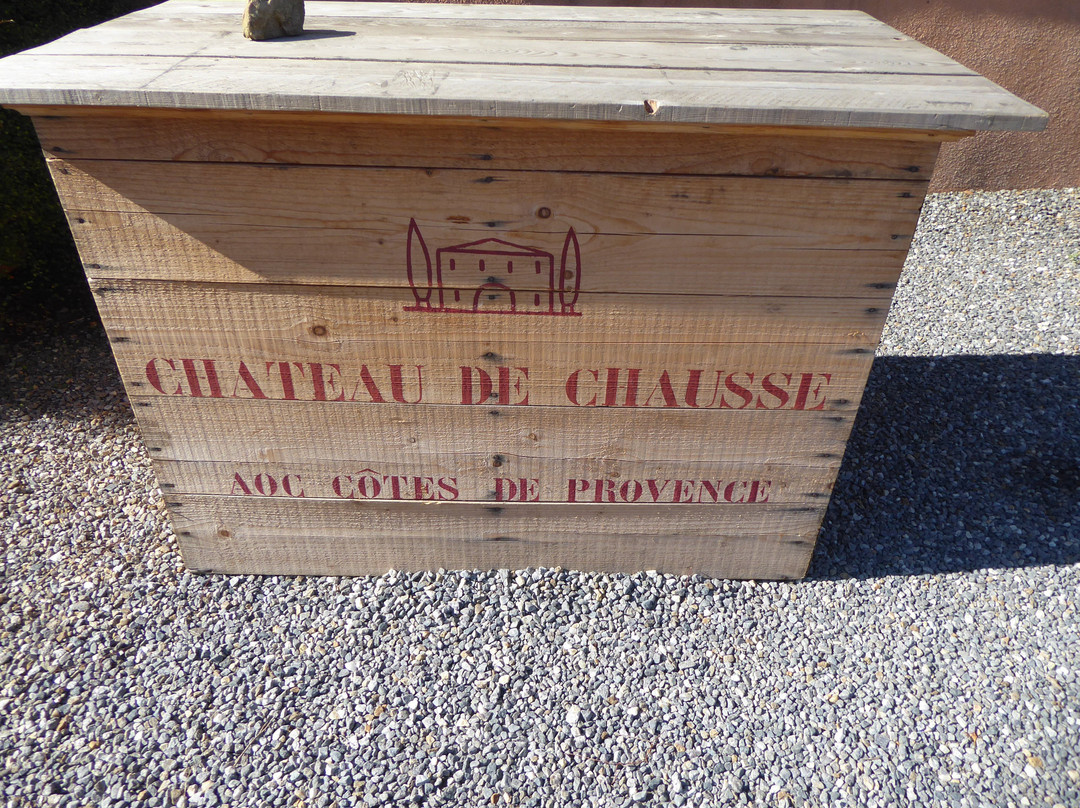 CHATEAU DE CHAUSSE
AOC CÔTES DE PROVENCE